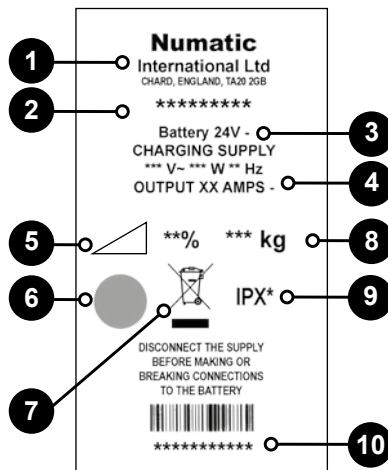 Numatic
1
International Ltd
CHARD, ENGLAND, TA20 2GB
2
*********
Battery 24V -
3
CHARGING SUPPLY
*** V~ *** W ** Hz
OUTPUT XX AMPS -
4
5
**%
*** kg
8
6
IPX*
9
DISCONNECT THE SUPPLY
BEFORE MAKING OR
BREAKING CONNECTIONS
TO THE BATTERY
7
***********
10